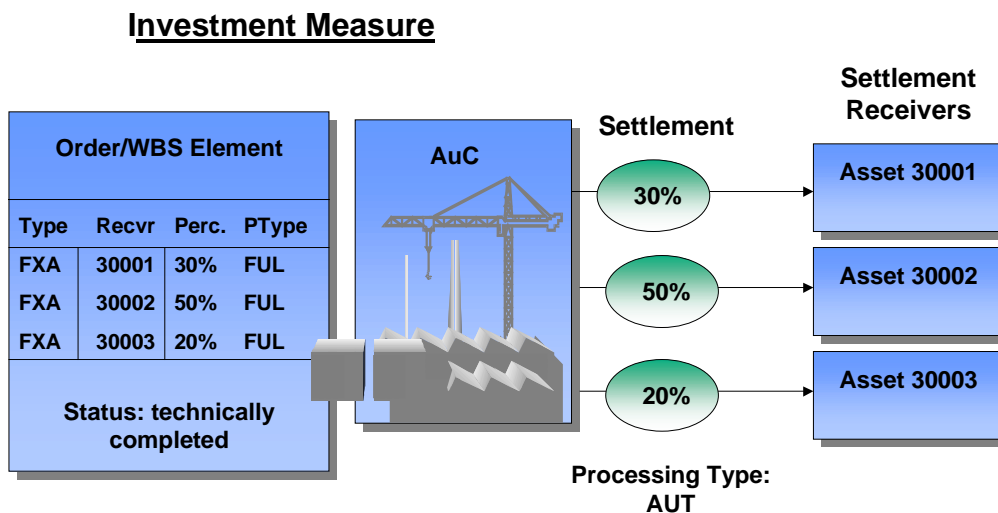 Investment Measure
Order/WBS Element
Type Recvr Perc. PType
FXA 30001 30% FUL
FXA 30002 50% FUL
FXA 30003 20% FUL
Status: technically
completed
AuC
Settlement
30%
50%
20%
Processing Type:
AUT
Settlement
Receivers
Asset 30001
Asset 30002
Asset 30003